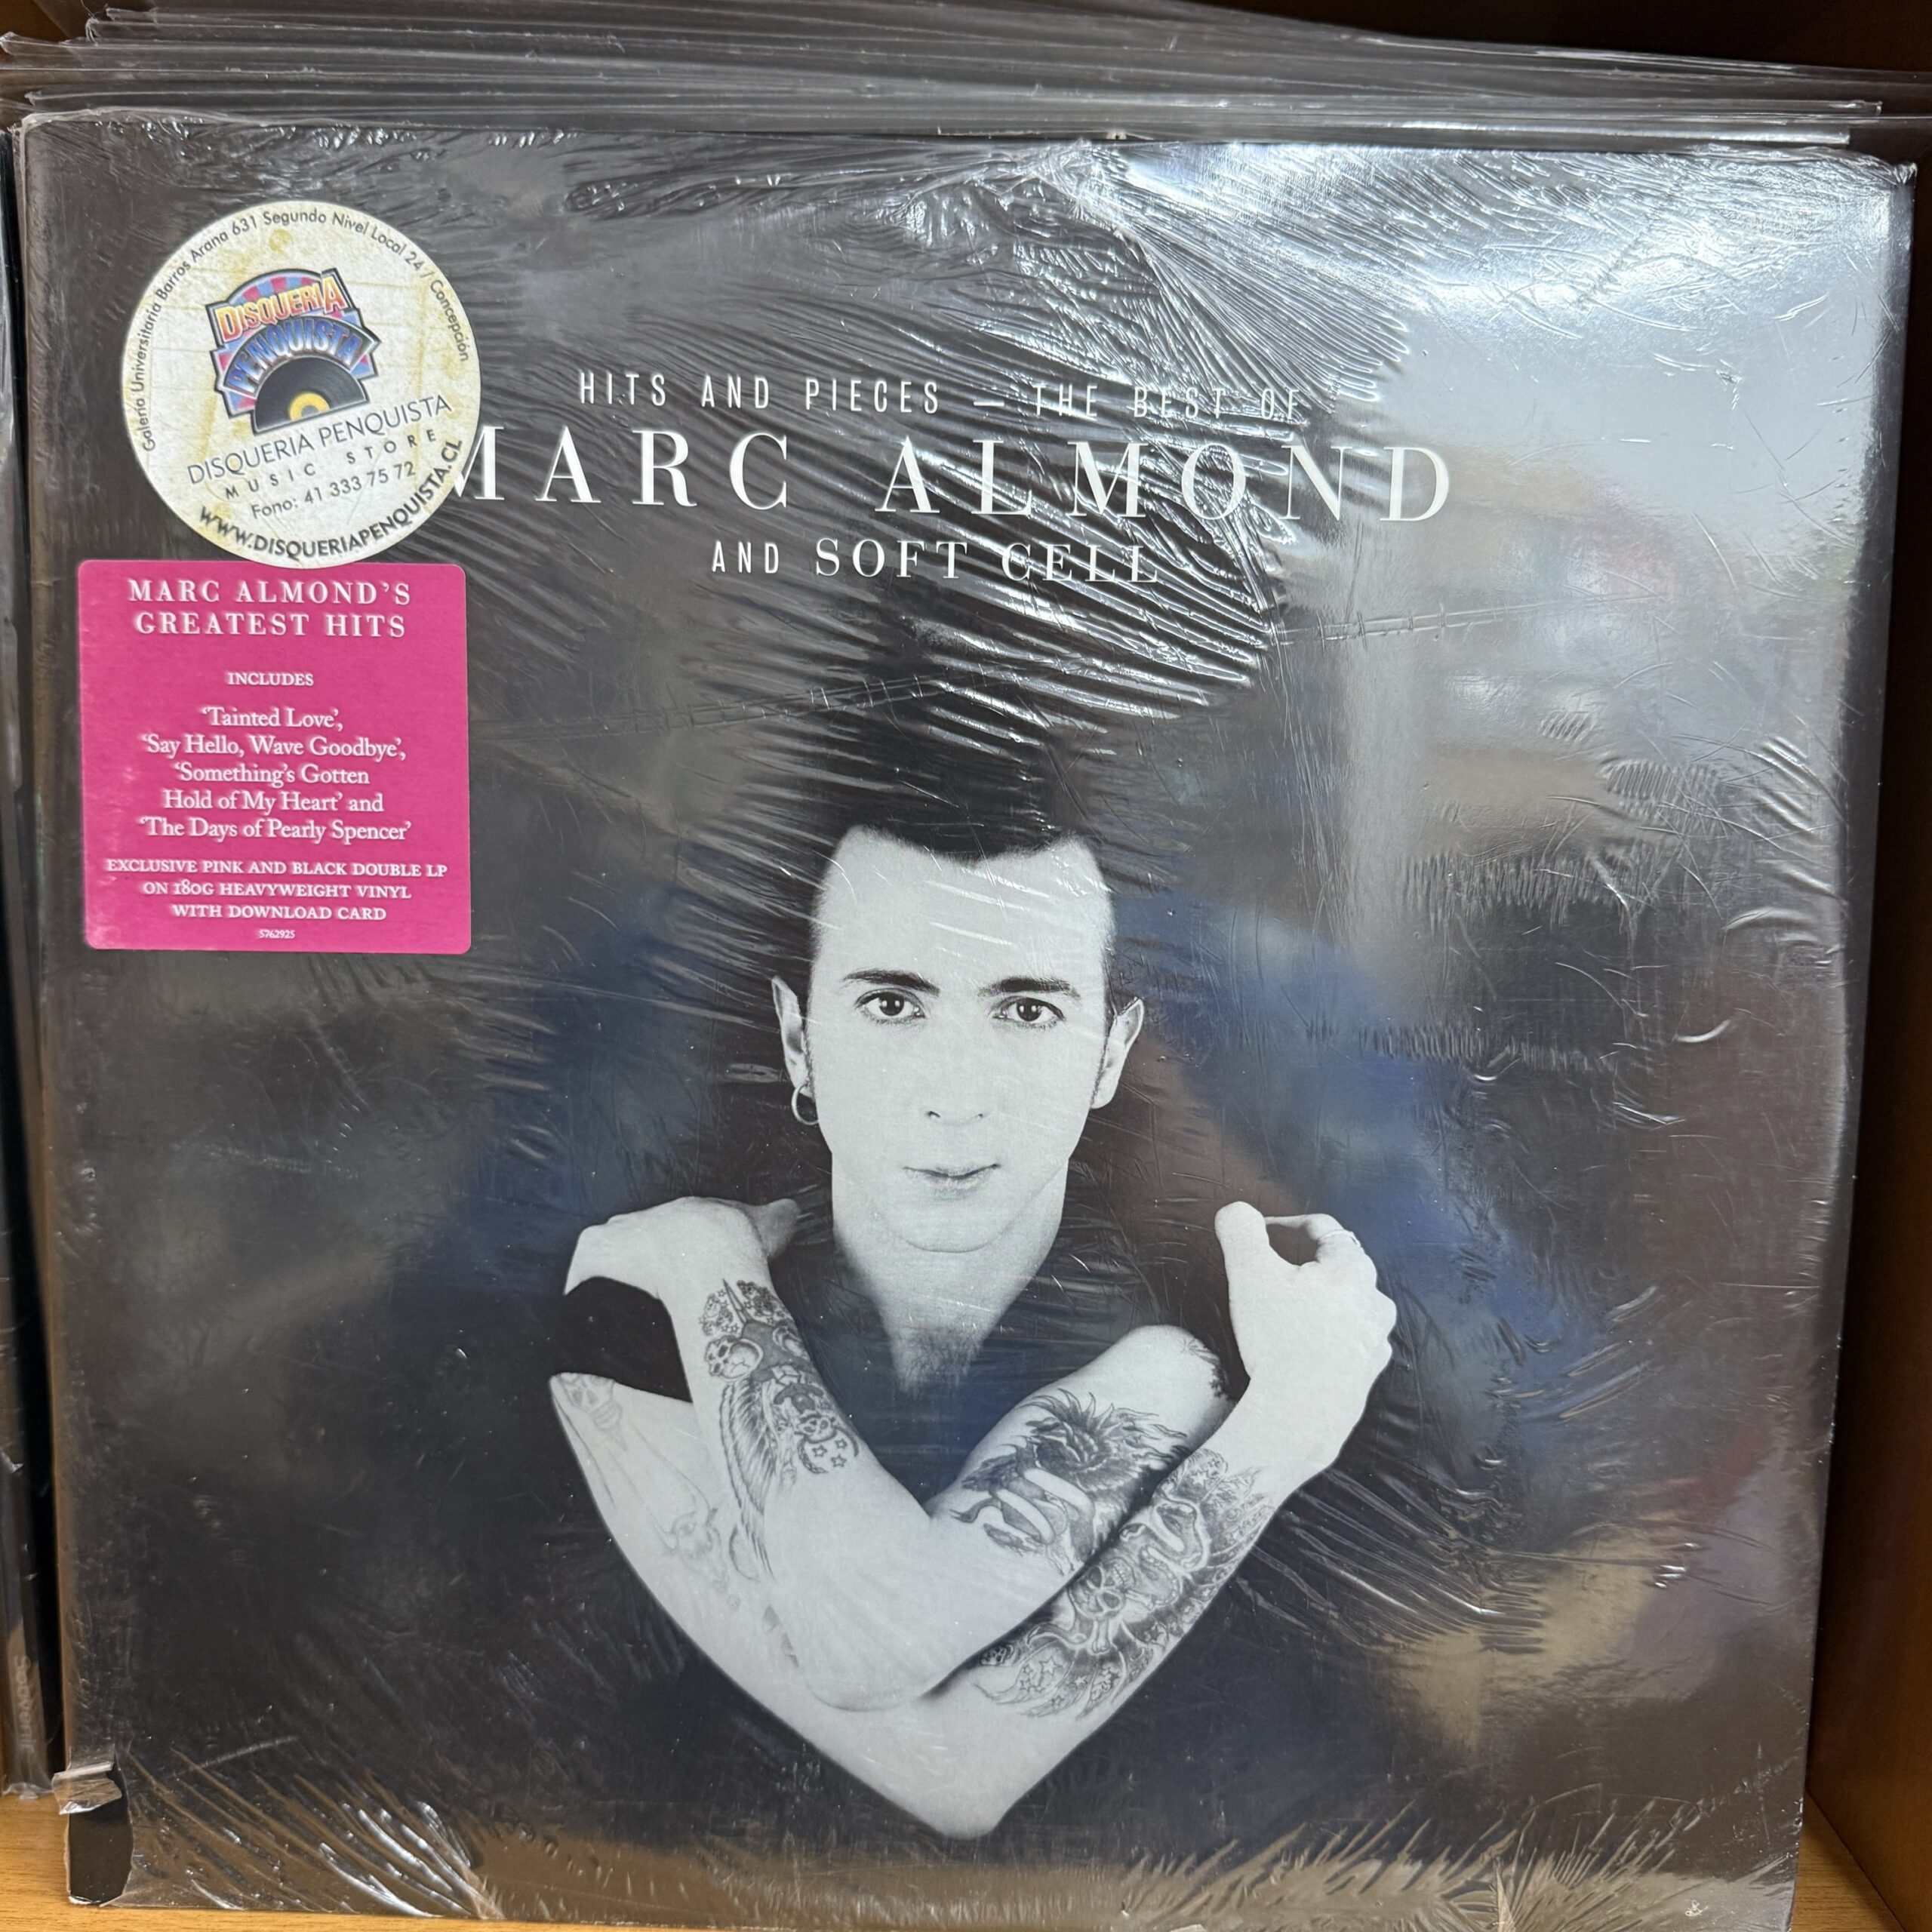 Galería Universitaria Barros Arana 631 Segundo Nivel Local 24 / Concepción
DISQUERIA
PENQUISTA
DISQUERIA PENQUISTA
MUSIC STORE
Fono: 41 333 75 72
WWW.DISQUERIAPENQUISTA.CL
HITS AND PIECES – THE BEST OF
MARC ALMOND
AND SOFT CELL
MARC ALMOND'S
GREATEST HITS
INCLUDES
'Tainted Love',
'Say Hello, Wave Goodbye',
'Something's Gotten
Hold of My Heart' and
'The Days of Pearly Spencer'
EXCLUSIVE PINK AND BLACK DOUBLE LP
ON 180G HEAVYWEIGHT VINYL
WITH DOWNLOAD CARD
5762925